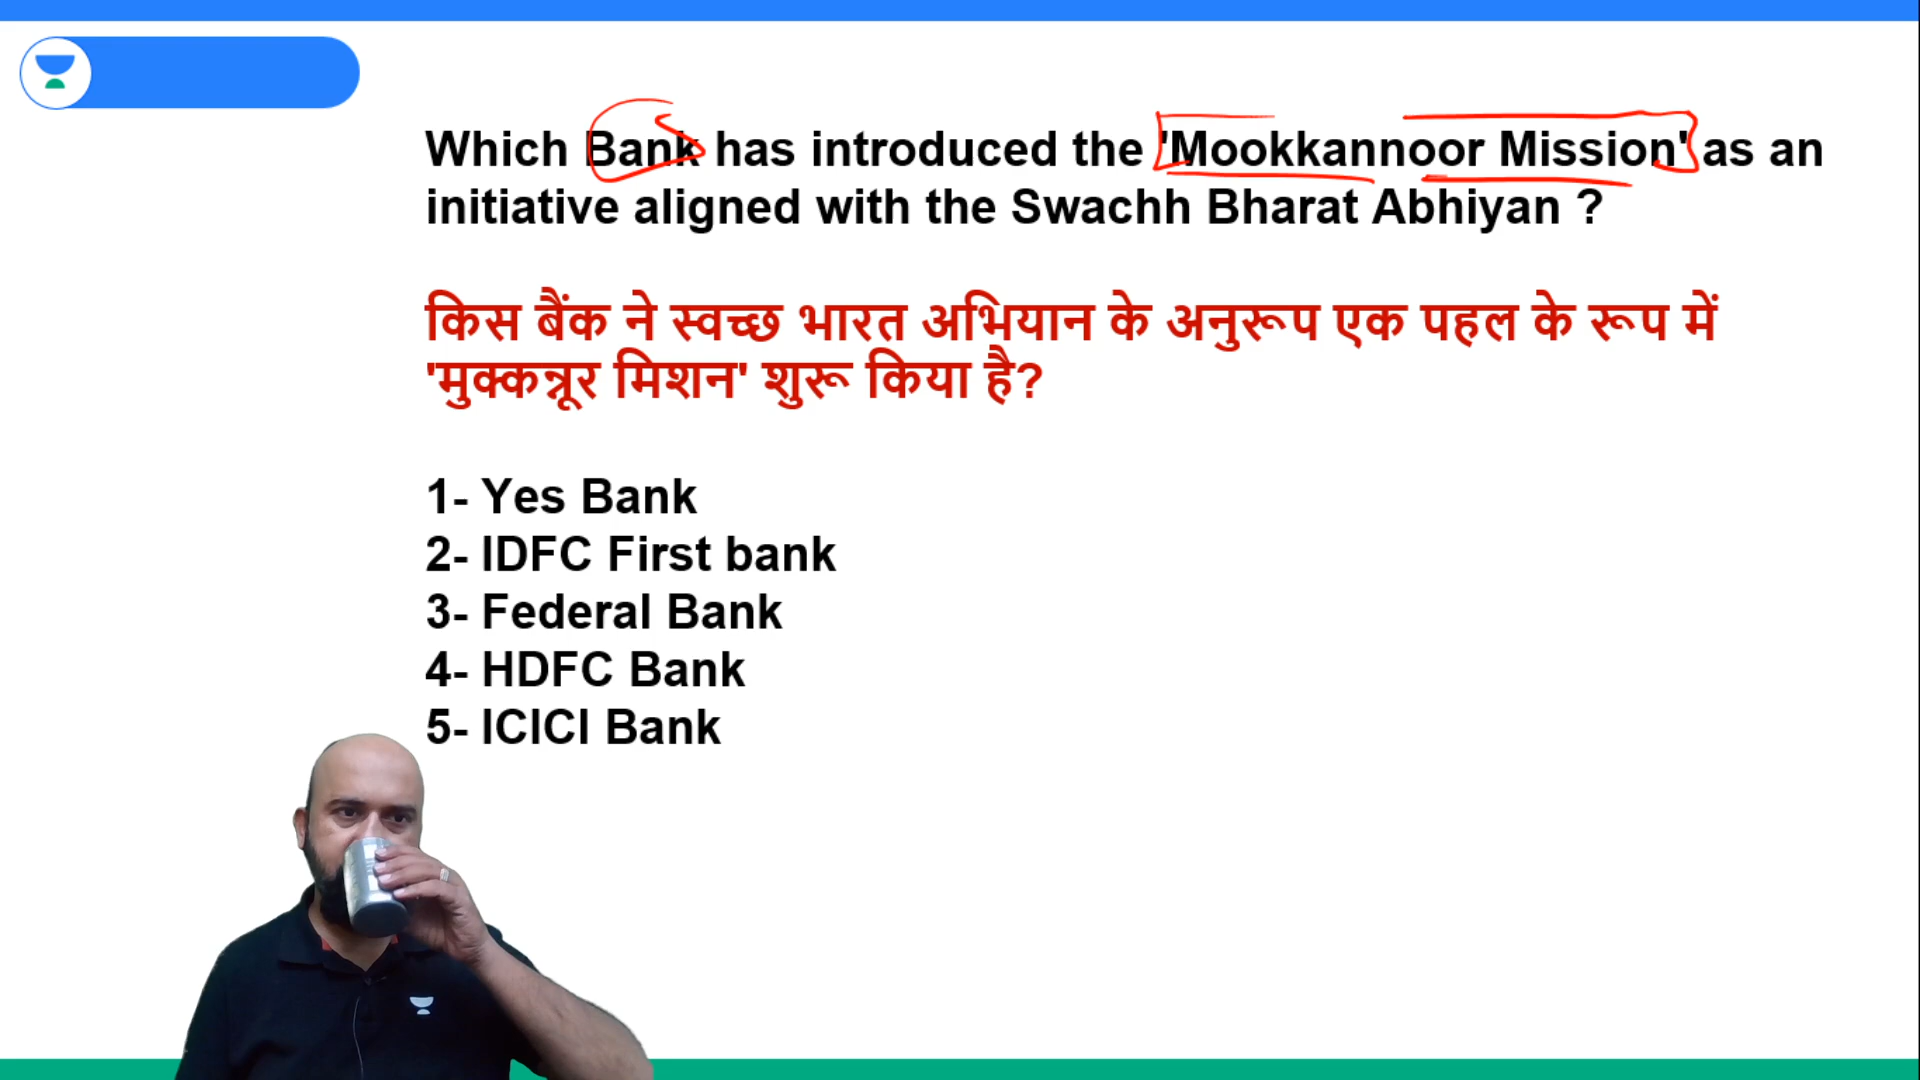 Which Bank has introduced the 'Mookkannoor Mission' as an
initiative aligned with the Swachh Bharat Abhiyan ?
किस बैंक ने स्वच्छ भारत अभियान के अनुरूप एक पहल के रूप में
'मुक्कन्नूर मिशन' शुरू किया है?
1- Yes Bank
2- IDFC First bank
3- Federal Bank
4- HDFC Bank
5- ICICI Bank